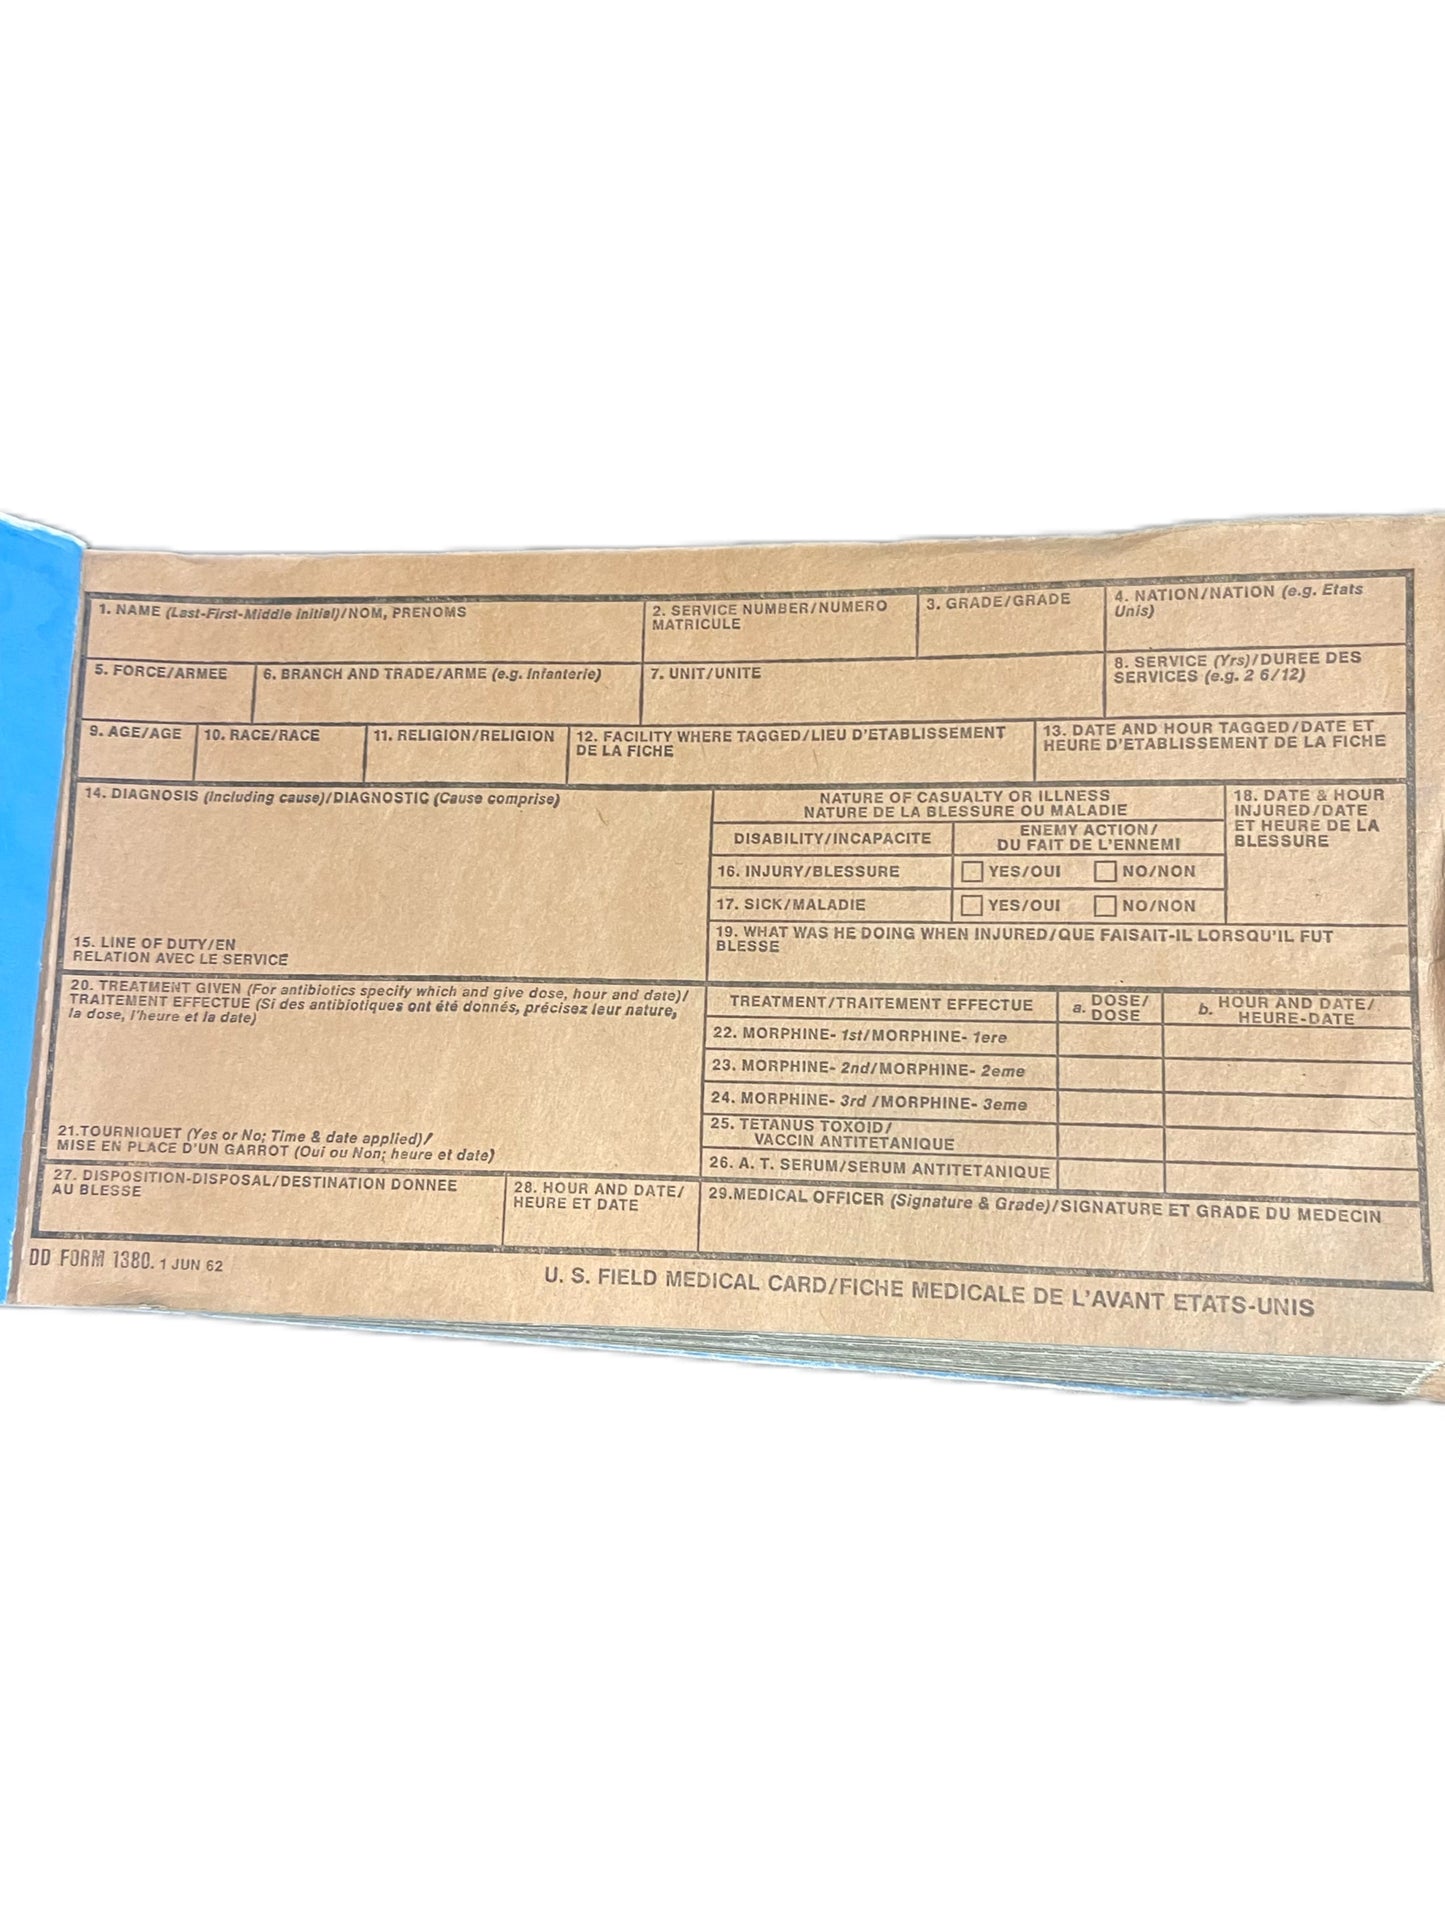 1. NAME (Last-First-Middle initial)/NOM, PRENOMS
2. SERVICE NUMBER/NUMERO
MATRICULE
3. GRADE/GRADE
4. NATION/NATION (e.g. Etats
Unis)
5. FORCE/ARMEE
6. BRANCH AND TRADE/ARME (e.g. Infanterie)
7. UNIT/UNITE
8. SERVICE (Yrs)/DUREE DES
SERVICES (e.g. 2 6/12)
9. AGE/AGE
10. RACE/RACE
11. RELIGION/RELIGION
12. FACILITY WHERE TAGGED/LIEU D'ETABLISSEMENT
DE LA FICHE
13. DATE AND HOUR TAGGED/DATE ET
HEURE D'ETABLISSEMENT DE LA FICHE
14. DIAGNOSIS (Including cause)/DIAGNOSTIC (Cause comprise)
15. LINE OF DUTY/EN
RELATION AVEC LE SERVICE
NATURE OF CASUALTY OR ILLNESS
NATURE DE LA BLESSURE OU MALADIE
DISABILITY/INCAPACITE
ENEMY ACTION/
DU FAIT DE L'ENNEMI
16. INJURY/BLESSURE
YES/OUI
NO/NON
17. SICK/MALADIE
YES/OUI
NO/NON
18. DATE & HOUR
INJURED/DATE
ET HEURE DE LA
BLESSURE
19. WHAT WAS HE DOING WHEN INJURED/QUE FAISAIT-IL LORSQU'IL FUT
BLESSE
20. TREATMENT GIVEN (For antibiotics specify which and give dose, hour and date)/
TRAITEMENT EFFECTUE (Si des antibiotiques ont été donnés, précisez leur nature,
la dose, l'heure et la date)
21.TOURNIQUET (Yes or No; Time & date applied)/
MISE EN PLACE D'UN GARROT (Oui ou Non; heure et date)
TREATMENT/TRAITEMENT EFFECTUE
a. DOSE/
DOSE
b. HOUR AND DATE/
HEURE-DATE
22. MORPHINE- 1st/MORPHINE- 1ere
23. MORPHINE- 2nd/MORPHINE- 2eme
24. MORPHINE- 3rd /MORPHINE- 3eme
25. TETANUS TOXOID/
VACCIN ANTITETANIQUE
26. A. T. SERUM/SERUM ANTITETANIQUE
27. DISPOSITION-DISPOSAL/DESTINATION DONNEE
AU BLESSE
28. HOUR AND DATE/
HEURE ET DATE
29.MEDICAL OFFICER (Signature & Grade)/SIGNATURE ET GRADE DU MEDECIN
DD FORM 1380. 1 JUN 62
U. S. FIELD MEDICAL CARD/FICHE MEDICALE DE L'AVANT ETATS-UNIS